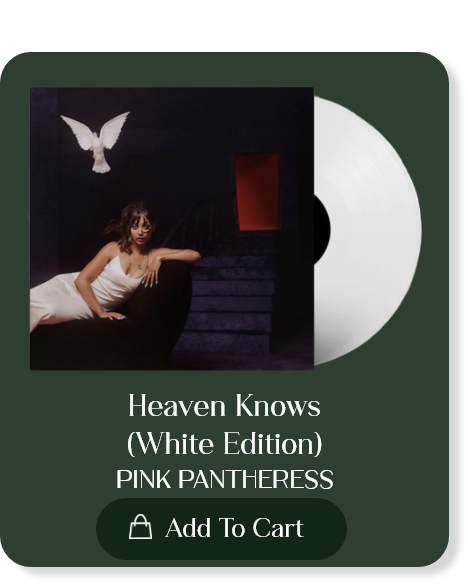 Heaven Knows
(White Edition)
PINK PANTHERESS
Add To Cart